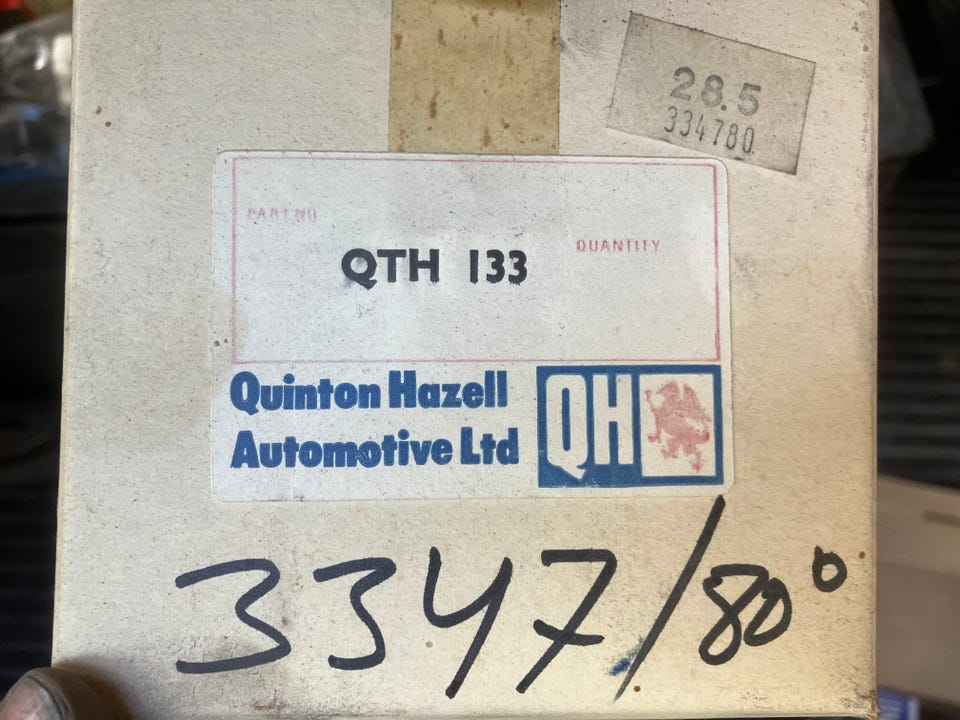 28.5
334780
PART NO
QUANTITY
QTH 133
Quinton Hazell
Automotive Ltd
QH
3347/80°